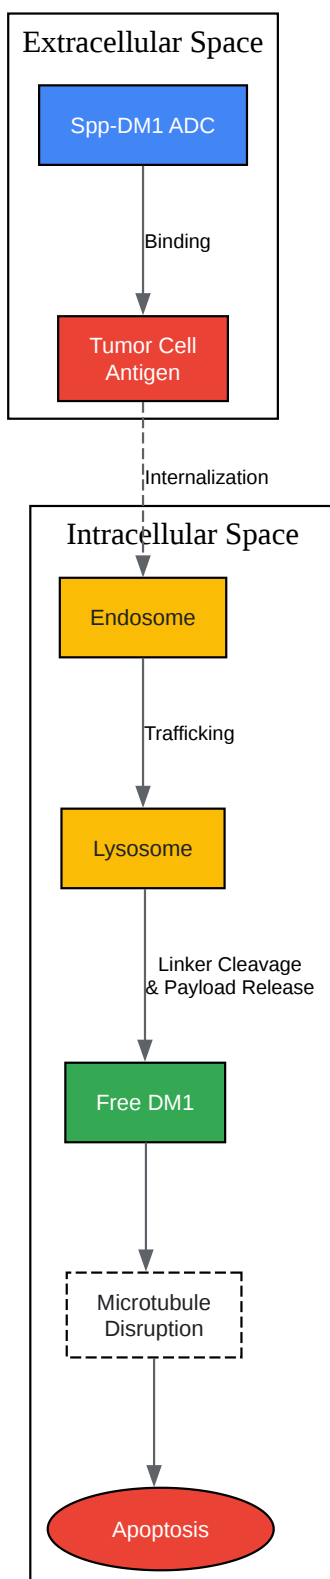 Extracellular Space
Spp-DM1 ADC
Binding
Tumor Cell
Antigen
Internalization
Intracellular Space
Endosome
Trafficking
Lysosome
Linker Cleavage
& Payload Release
Free DM1
Microtubule
Disruption
Apoptosis